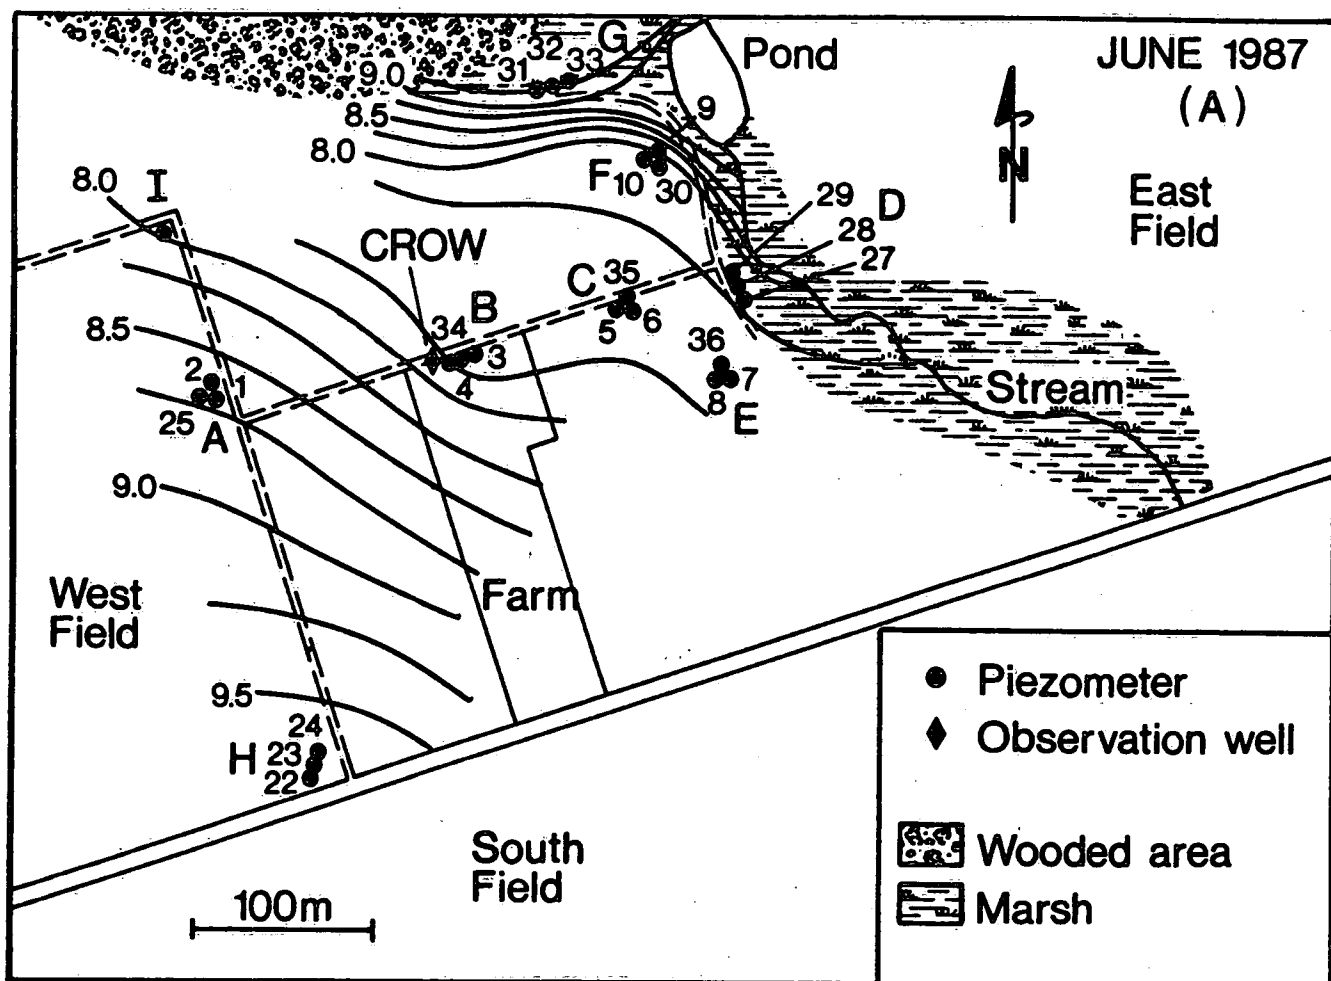 JUNE 1987
(A)
Pond
G
32
33
31
9.0
8.5
8.0
9
F
10
30
N
East
Field
8.0
I
29
D
28
27
CROW
C
35
5
6
B
34
3
4
8.5
36
7
8
E
Stream
2
1
25
A
9.0
West
Field
Farm
9.5
24
H
23
22
South
Field
100m
Piezometer
Observation well
Wooded area
Marsh